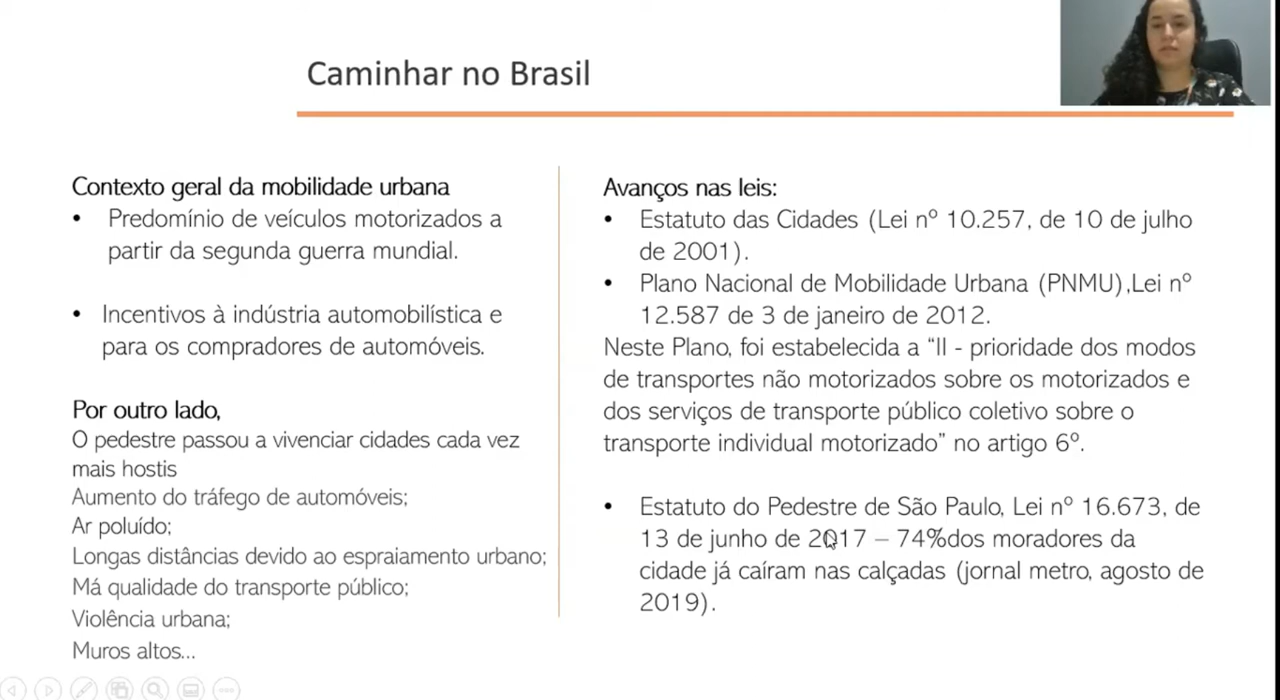 Caminhar no Brasil
Contexto geral da mobilidade urbana
• Predomínio de veículos motorizados a
partir da segunda guerra mundial.
• Incentivos à indústria automobilística e
para os compradores de automóveis.
Por outro lado,
O pedestre passou a vivenciar cidades cada vez
mais hostis
Aumento do tráfego de automóveis;
Ar poluído;
Longas distâncias devido ao espraiamento urbano;
Má qualidade do transporte público;
Violência urbana;
Muros altos...
Avanços nas leis:
• Estatuto das Cidades (Lei nº 10.257, de 10 de julho
de 2001).
• Plano Nacional de Mobilidade Urbana (PNMU),Lei nº
12.587 de 3 de janeiro de 2012.
Neste Plano, foi estabelecida a “II - prioridade dos modos
de transportes não motorizados sobre os motorizados e
dos serviços de transporte público coletivo sobre o
transporte individual motorizado” no artigo 6º.
• Estatuto do Pedestre de São Paulo, Lei nº 16.673, de
13 de junho de 2017 – 74%dos moradores da
cidade já caíram nas calçadas (jornal metro, agosto de
2019).